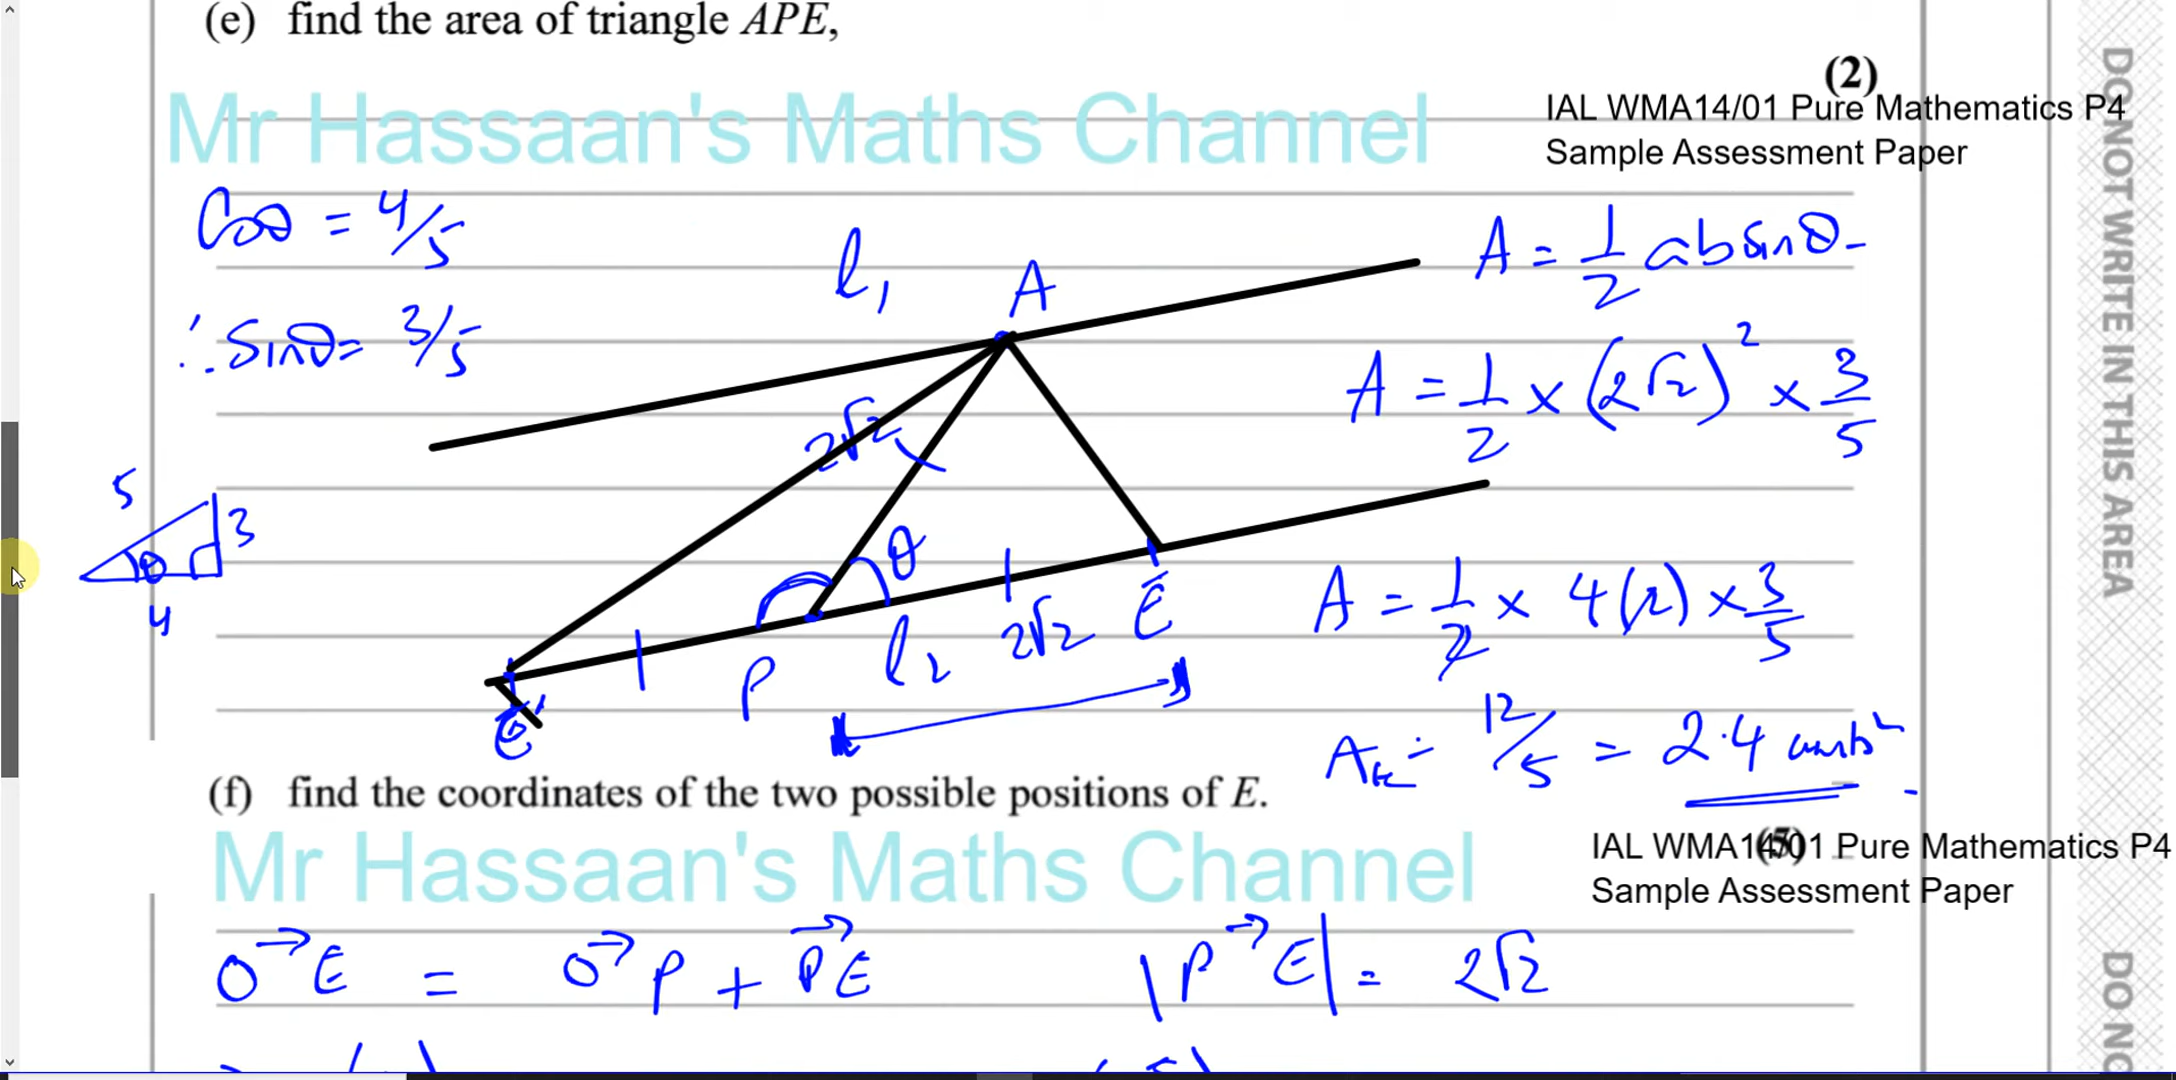 (e) find the area of triangle APE,
(2)
Mr Hassaan's Maths Channel
IAL WMA14/01 Pure Mathematics P4
Sample Assessment Paper
DO NOT WRITE IN THIS AREA
Cosθ = 4/5
∴ Sinθ = 3/5
l₁
A
A = 1/2 ab sinθ
A = 1/2 × (2√2)² × 3/5
2√2
5
3
θ
4
θ
P
l₂
2√2
E
E'
A = 1/2 × 4(2) × 3/5
= 12/5 = 2.4 units²
(f) find the coordinates of the two possible positions of E.
(5)
Mr Hassaan's Maths Channel
IAL WMA14/01 Pure Mathematics P4
Sample Assessment Paper
DO NO
O→E = O→P + P→E
|P→E| = 2√2